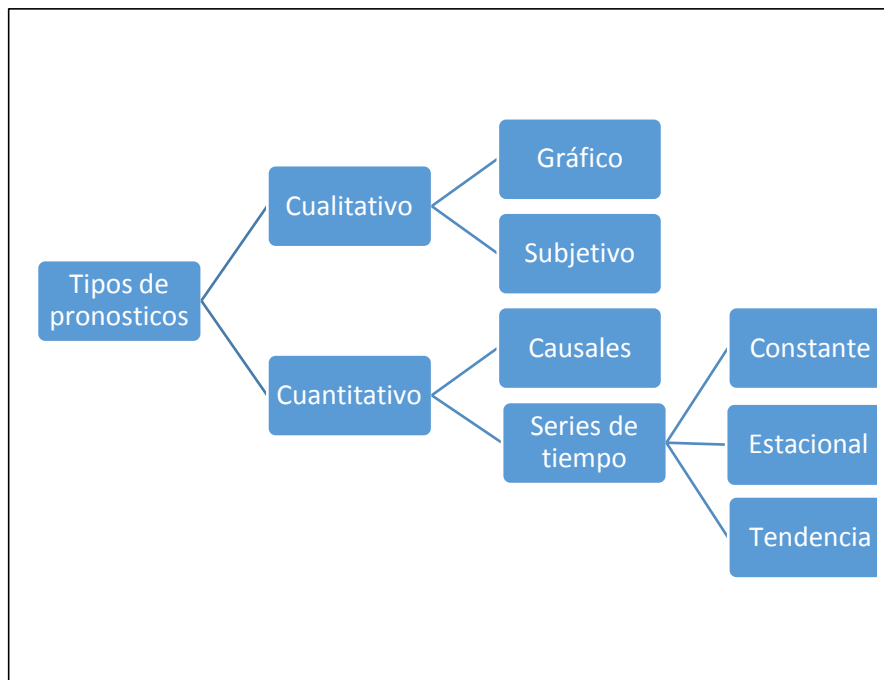 Tipos de
pronosticos
Cualitativo
Gráfico
Subjetivo
Cuantitativo
Causales
Series de
tiempo
Constante
Estacional
Tendencia